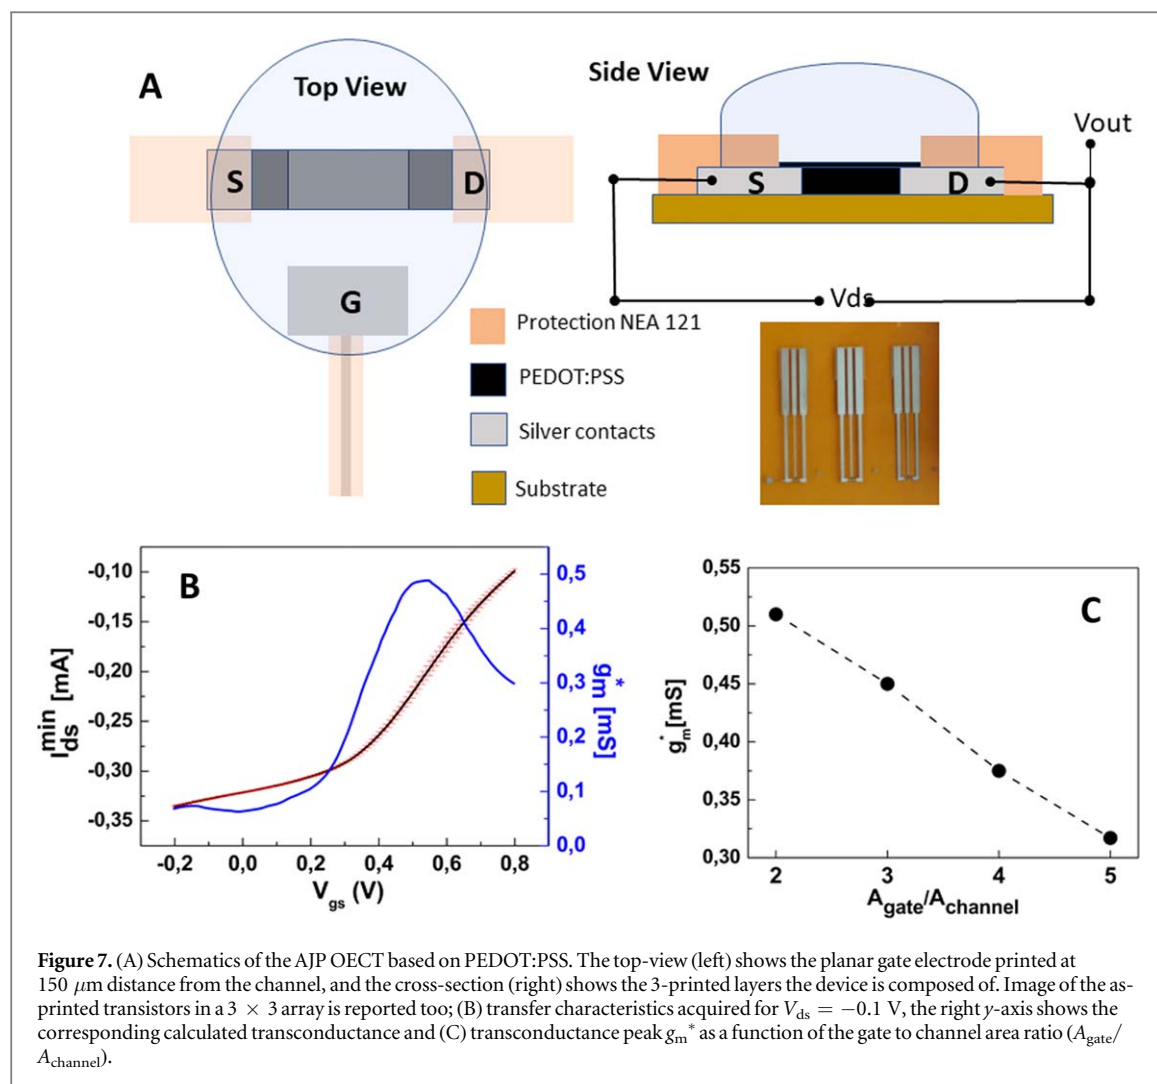 A
Top View
S
D
G
Side View
Vout
S
D
Vds
Protection NEA 121
PEDOT:PSS
Silver contacts
Substrate
B
I_ds^min [mA]
-0,10
-0,15
-0,20
-0,25
-0,30
-0,35
-0,2
0,0
0,2
0,4
0,6
0,8
V_gs (V)
0,5
0,4
0,3
0,2
0,1
0,0
g_m^* [mS]
C
g_m^* [mS]
0,55
0,50
0,45
0,40
0,35
0,30
2
3
4
5
A_gate/A_channel
Figure 7. (A) Schematics of the AJP OECT based on PEDOT:PSS. The top-view (left) shows the planar gate electrode printed at
150 μm distance from the channel, and the cross-section (right) shows the 3-printed layers the device is composed of. Image of the as-
printed transistors in a 3 × 3 array is reported too; (B) transfer characteristics acquired for V_ds = −0.1 V, the right y-axis shows the
corresponding calculated transconductance and (C) transconductance peak g_m* as a function of the gate to channel area ratio (A_gate/
A_channel).